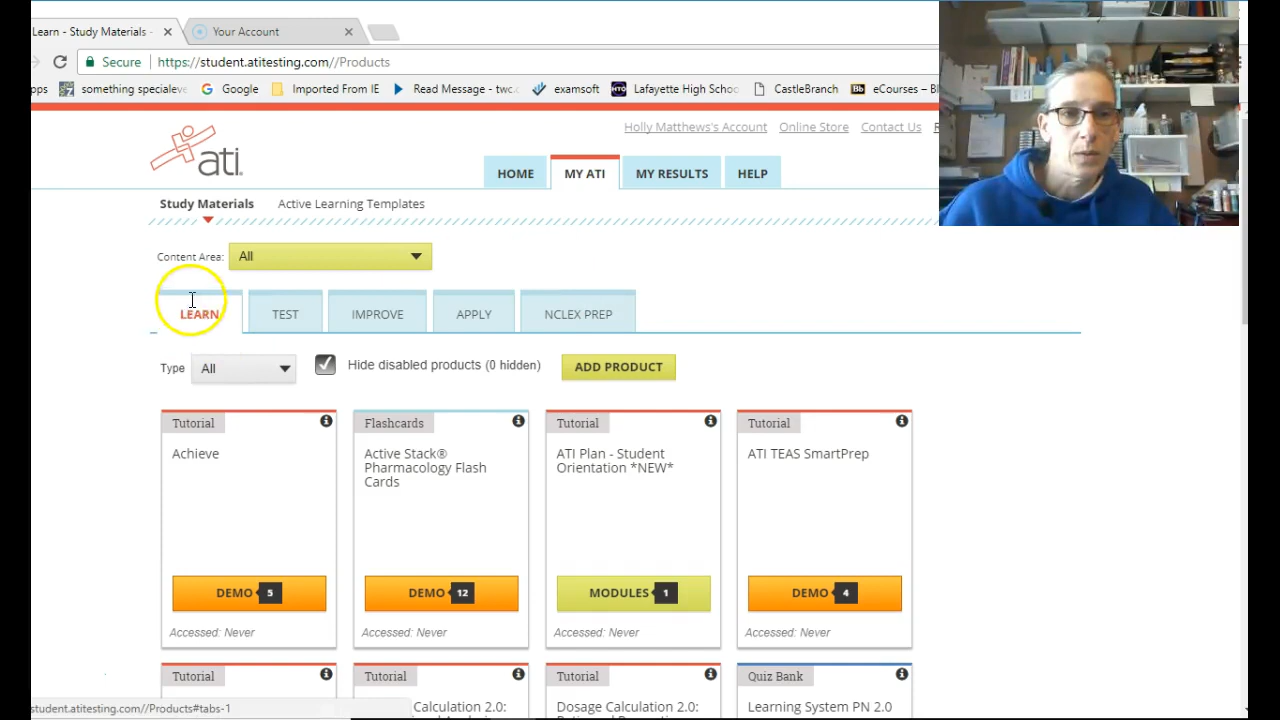 Learn - Study Materials -
Your Account
Secure
https://student.atitesting.com//Products
something specialeve
Google
Imported From IE
Read Message - twc.
examsoft
HTO
Lafayette High School
CastleBranch
Bb
eCourses – Bl
Holly Matthews's Account
Online Store
Contact Us
ati.
HOME
MY ATI
MY RESULTS
HELP
Study Materials
Active Learning Templates
Content Area:
All
LEARN
TEST
IMPROVE
APPLY
NCLEX PREP
Type
All
Hide disabled products (0 hidden)
ADD PRODUCT
Tutorial
Achieve
DEMO 5
Accessed: Never
Flashcards
Active Stack®
Pharmacology Flash
Cards
DEMO 12
Accessed: Never
Tutorial
ATI Plan - Student
Orientation *NEW*
MODULES 1
Accessed: Never
Tutorial
ATI TEAS SmartPrep
DEMO 4
Accessed: Never
Tutorial
Tutorial
Calculation 2.0:
Tutorial
Dosage Calculation 2.0:
Quiz Bank
Learning System PN 2.0
student.atitesting.com//Products#tabs-1